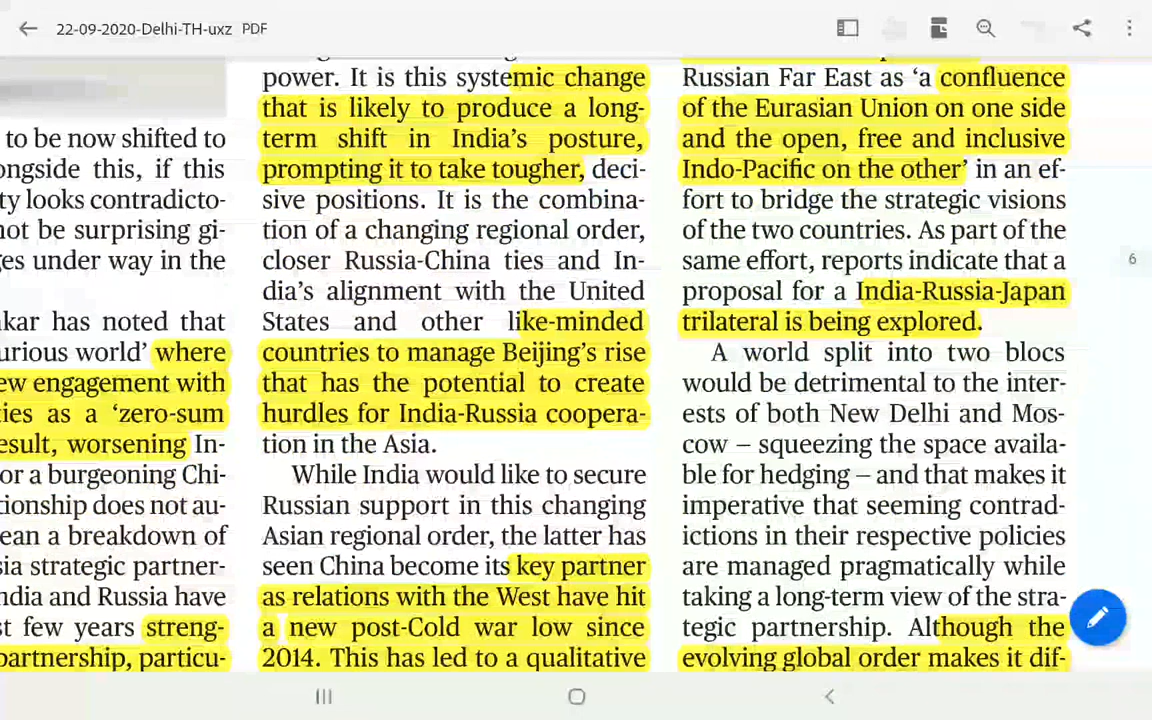 22-09-2020-Delhi-TH-uxz PDF
to be now shifted to
ongside this, if this
ty looks contradicto-
not be surprising gi-
ges under way in the
kar has noted that
urious world’ where
ew engagement with
ties as a ‘zero-sum
esult, worsening In-
or a burgeoning Chi-
tionship does not au-
ean a breakdown of
sia strategic partner-
ndia and Russia have
st few years streng-
partnership, particu-
power. It is this systemic change
that is likely to produce a long-
term shift in India’s posture,
prompting it to take tougher, deci-
sive positions. It is the combina-
tion of a changing regional order,
closer Russia-China ties and In-
dia’s alignment with the United
States and other like-minded
countries to manage Beijing’s rise
that has the potential to create
hurdles for India-Russia coopera-
tion in the Asia.
While India would like to secure
Russian support in this changing
Asian regional order, the latter has
seen China become its key partner
as relations with the West have hit
a new post-Cold war low since
2014. This has led to a qualitative
Russian Far East as ‘a confluence
of the Eurasian Union on one side
and the open, free and inclusive
Indo-Pacific on the other’ in an ef-
fort to bridge the strategic visions
of the two countries. As part of the
same effort, reports indicate that a
proposal for a India-Russia-Japan
trilateral is being explored.
A world split into two blocs
would be detrimental to the inter-
ests of both New Delhi and Mos-
cow – squeezing the space availa-
ble for hedging – and that makes it
imperative that seeming contrad-
ictions in their respective policies
are managed pragmatically while
taking a long-term view of the stra-
tegic partnership. Although the
evolving global order makes it dif-
6